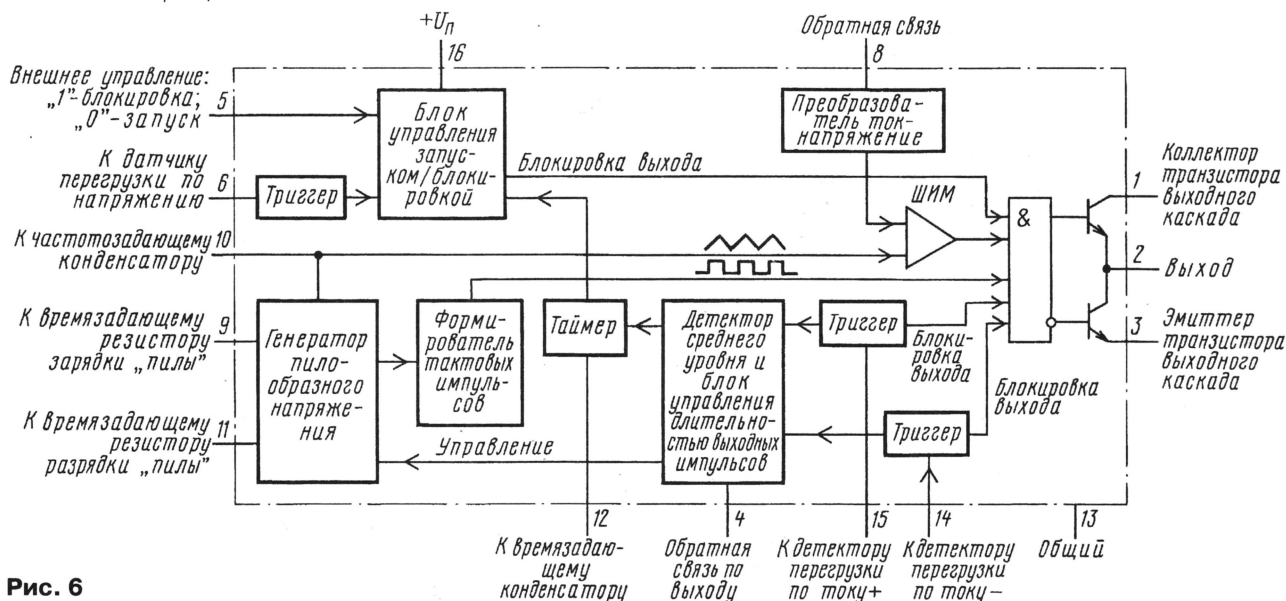 +Uп
16
Обратная связь
8
Внешнее управление:
„1"-блокировка;
„0"-запуск
5
Блок
управления
запус-
ком/блоки-
ровкой
Преобразова-
тель ток-
напряжение
К датчику
перегрузки по
напряжению
6
Триггер
Блокировка выхода
ШИМ
&
Коллектор
транзистора
выходного
каскада
1
К частотозадающему
конденсатору
10
2
Выход
К времязадающему
резистору
зарядки „пилы"
9
Генератор
пило-
образного
напряже-
ния
Форми-
рователь
тактовых
импуль-
сов
Таймер
Детектор
среднего
уровня и
блок
управления
длительно-
стью выходных
импульсов
Триггер
Блоки-
ровка
выхода
3
Эмиттер
транзистора
выходного
каскада
К времязадающему
резистору
разрядки „пилы"
11
Управление
Триггер
Блокировка
выхода
12
К времязадаю-
щему
конденсатору
4
Обратная
связь по
выходу
15
К детектору
перегрузки
по току+
14
К детектору
перегрузки
по току−
13
Общий
Рис. 6